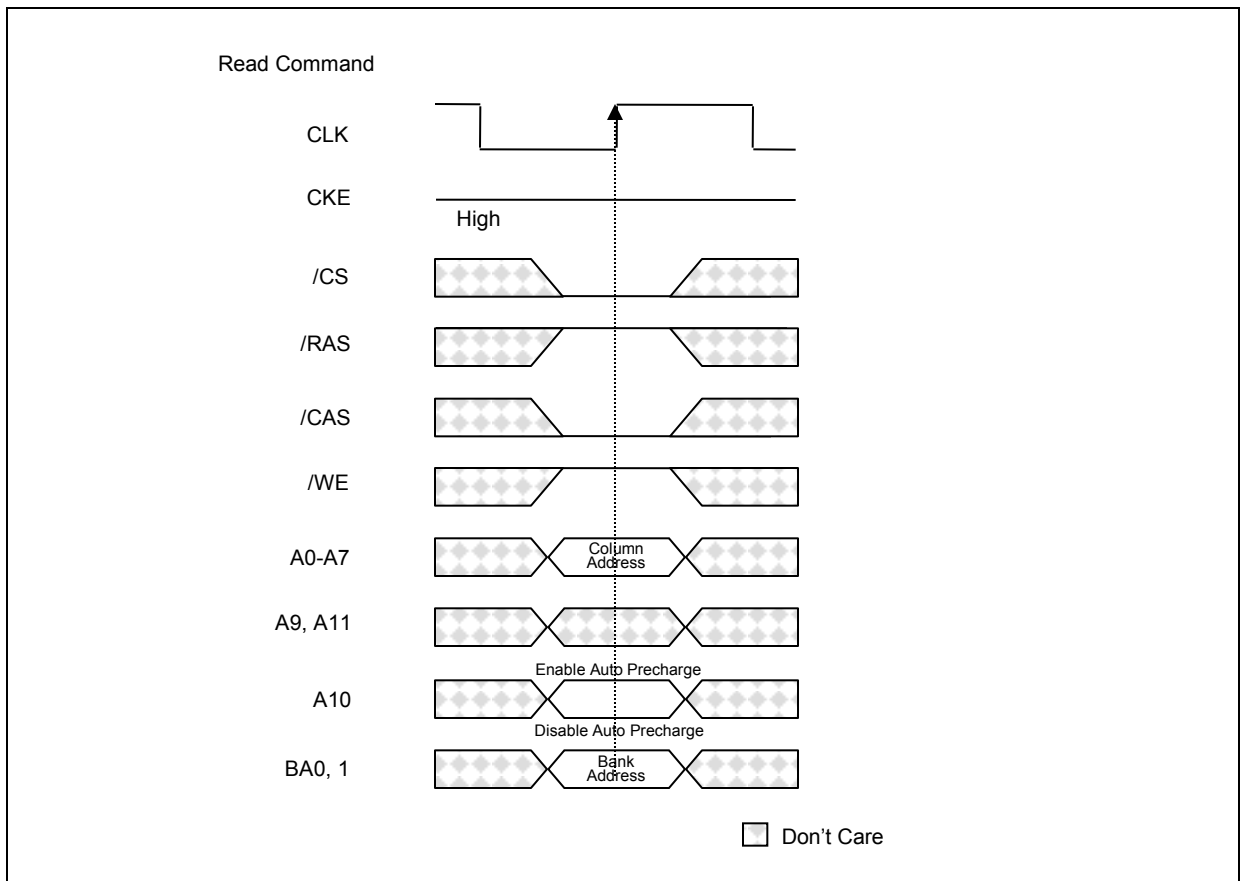 Read Command
CLK
CKE
High
/CS
/RAS
/CAS
/WE
A0-A7
Column
Address
A9, A11
Enable Auto Precharge
A10
Disable Auto Precharge
BA0, 1
Bank
Address
Don't Care